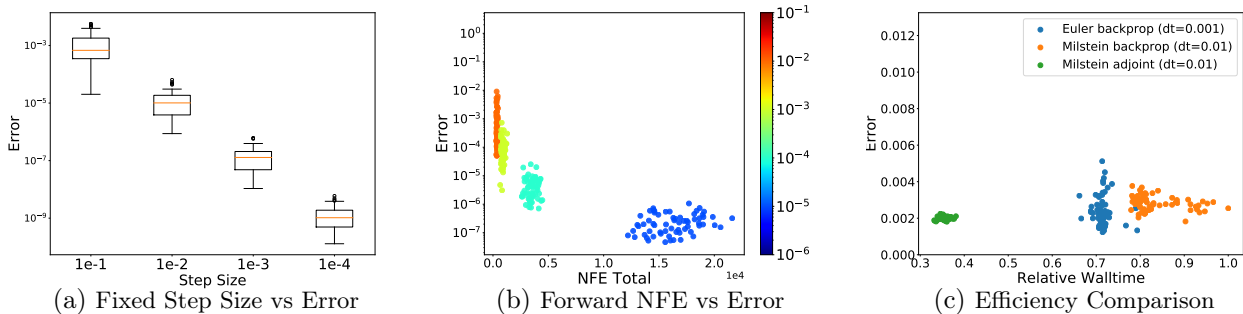 10⁻³
10⁻⁵
10⁻⁷
10⁻⁹
Error
1e-1 1e-2 1e-3 1e-4
Step Size
(a) Fixed Step Size vs Error
10⁰
10⁻¹
10⁻²
10⁻³
10⁻⁴
10⁻⁵
10⁻⁶
10⁻⁷
Error
0.0 0.5 1.0 1.5 2.0
1e4
NFE Total
10⁻¹
10⁻²
10⁻³
10⁻⁴
10⁻⁵
10⁻⁶
(b) Forward NFE vs Error
0.012
0.010
0.008
0.006
0.004
0.002
0.000
Error
Euler backprop (dt=0.001)
Milstein backprop (dt=0.01)
Milstein adjoint (dt=0.01)
0.3 0.4 0.5 0.6 0.7 0.8 0.9 1.0
Relative Walltime
(c) Efficiency Comparison